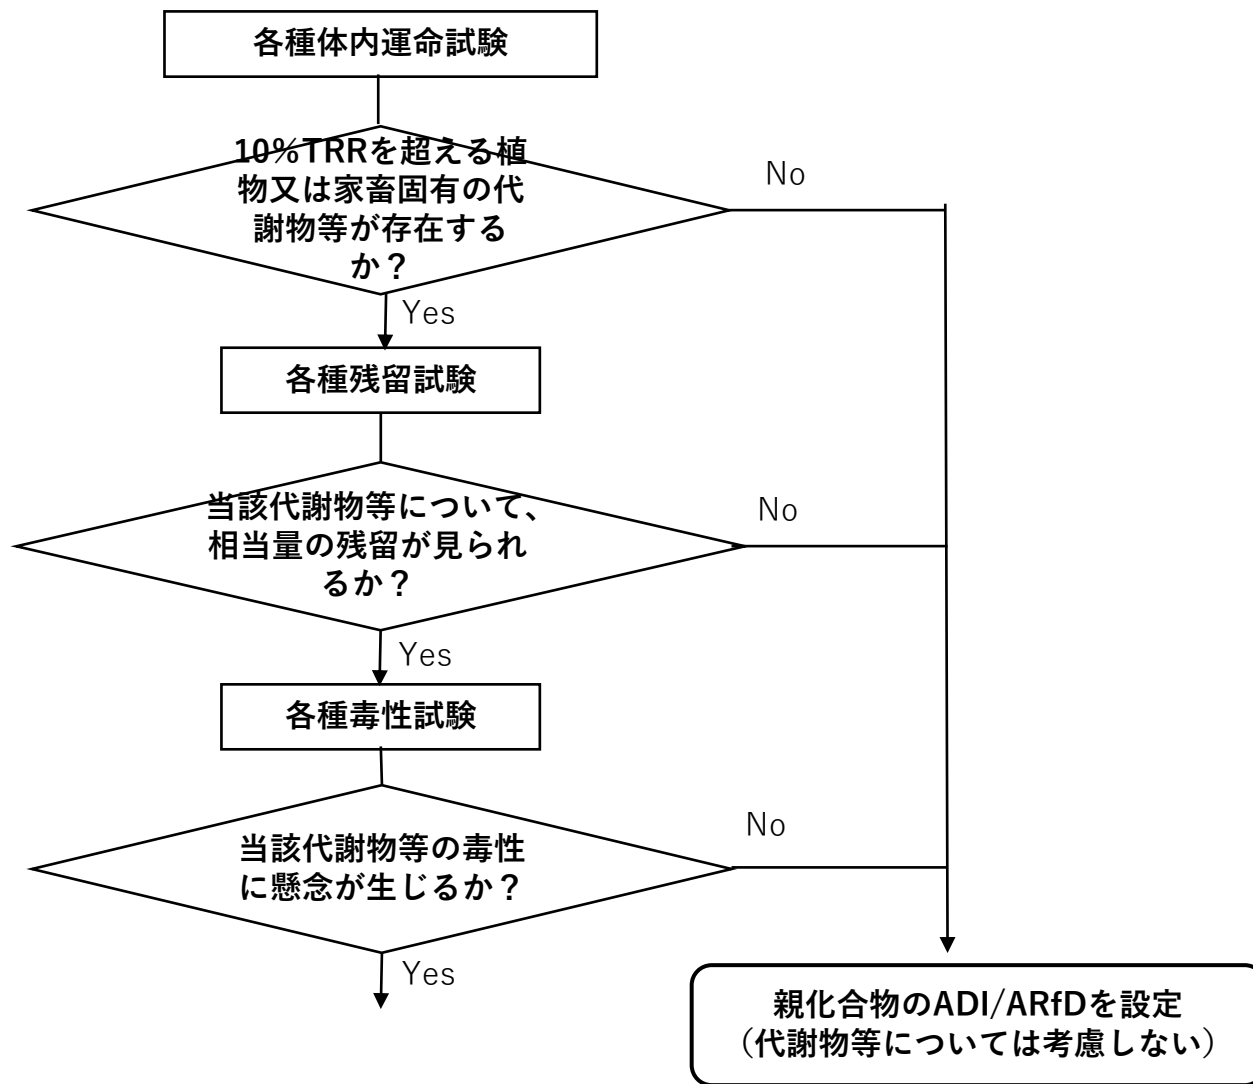 各種体内運命試験
10%TRRを超える植
物又は家畜固有の代
謝物等が存在する
か？
No
Yes
各種残留試験
当該代謝物等について、
相当量の残留が見られ
るか？
No
Yes
各種毒性試験
当該代謝物等の毒性
に懸念が生じるか？
No
Yes
親化合物のADI/ARfDを設定
（代謝物等については考慮しない）